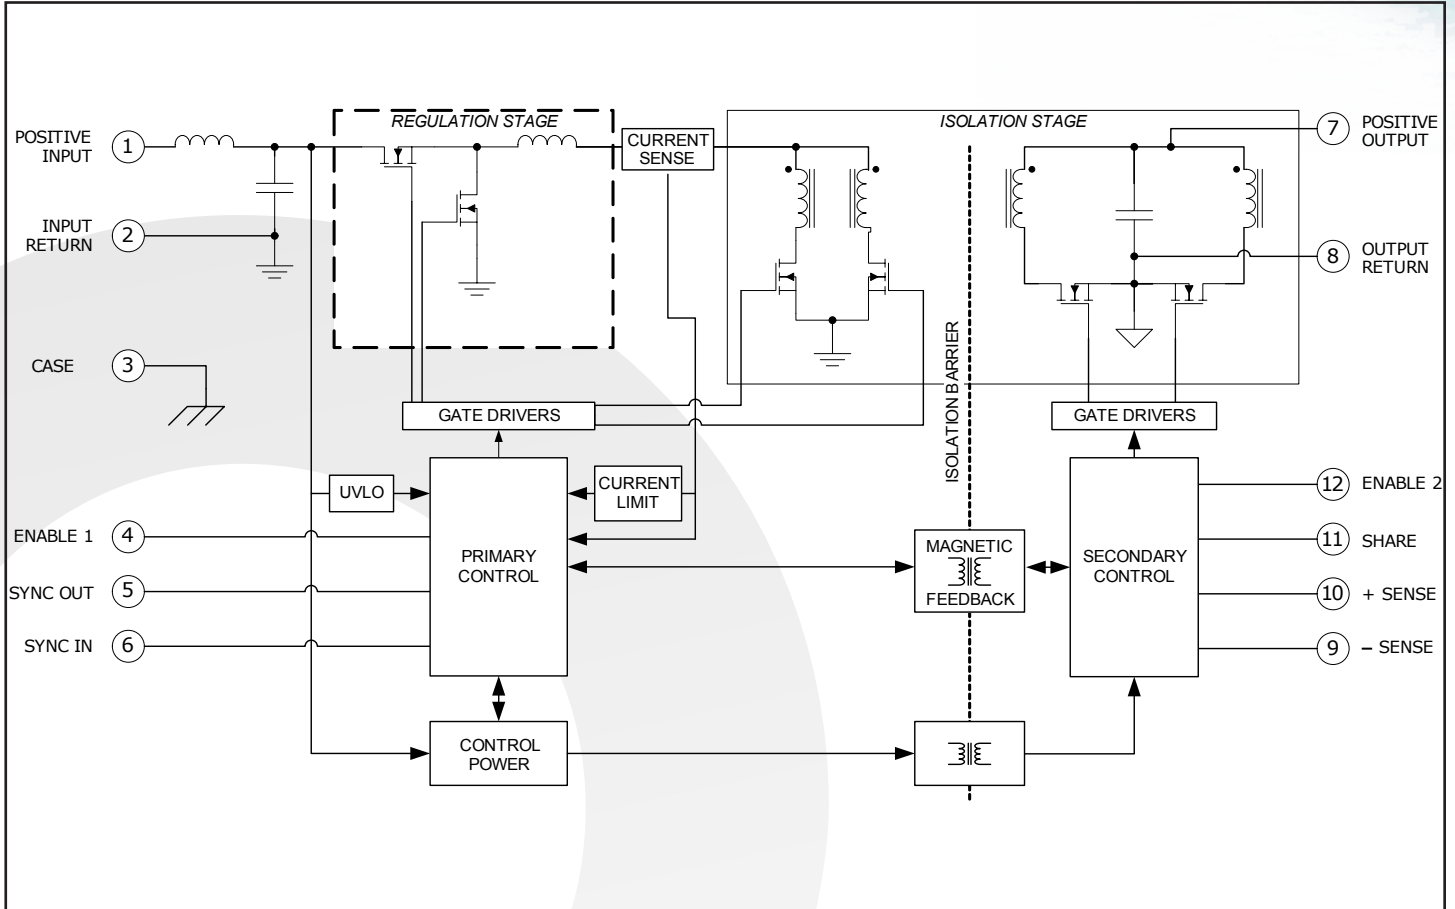 REGULATION STAGE
ISOLATION STAGE
POSITIVE
INPUT
1
CURRENT
SENSE
7
POSITIVE
OUTPUT
INPUT
RETURN
2
8
OUTPUT
RETURN
CASE
3
ISOLATION BARRIER
GATE DRIVERS
GATE DRIVERS
UVLO
CURRENT
LIMIT
12
ENABLE 2
ENABLE 1
4
PRIMARY
CONTROL
MAGNETIC
FEEDBACK
SECONDARY
CONTROL
11
SHARE
SYNC OUT
5
10
+ SENSE
SYNC IN
6
9
– SENSE
CONTROL
POWER